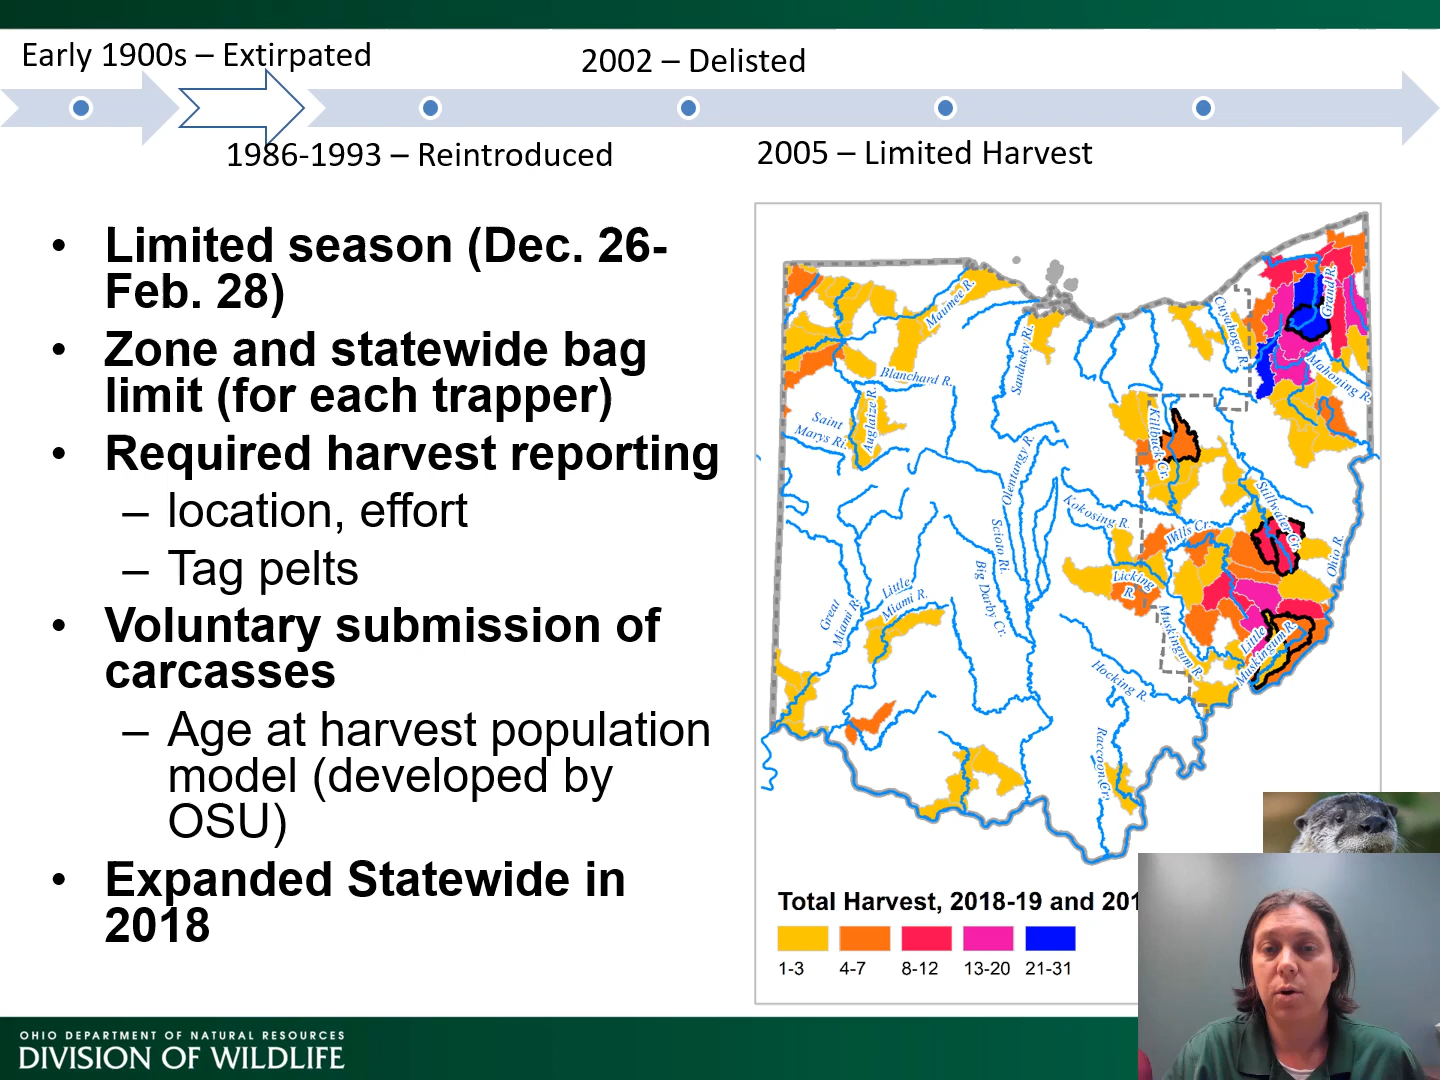 Early 1900s – Extirpated
2002 – Delisted
1986-1993 – Reintroduced
2005 – Limited Harvest
• Limited season (Dec. 26-
Feb. 28)
• Zone and statewide bag
limit (for each trapper)
• Required harvest reporting
– location, effort
– Tag pelts
• Voluntary submission of
carcasses
– Age at harvest population
model (developed by
OSU)
• Expanded Statewide in
2018
Maumee R.
Sandusky Ri.
Cuyahoga R.
Grand R.
Mahoning R.
Blanchard R.
Auglaize R.
Saint
Marys Ri.
Killbuck Cr.
Olentangy R.
Kokosing R.
Stillwater Cr.
Wills Cr.
Ohio R.
Scioto Ri.
Big Darby Cr.
Licking
R.
Little
Miami R.
Great
Miami R.
Muskingum R.
Little
Muskingum R.
Hocking R.
Raccoon Cr.
Total Harvest, 2018-19 and 201
1-3
4-7
8-12
13-20
21-31
OHIO DEPARTMENT OF NATURAL RESOURCES
DIVISION OF WILDLIFE